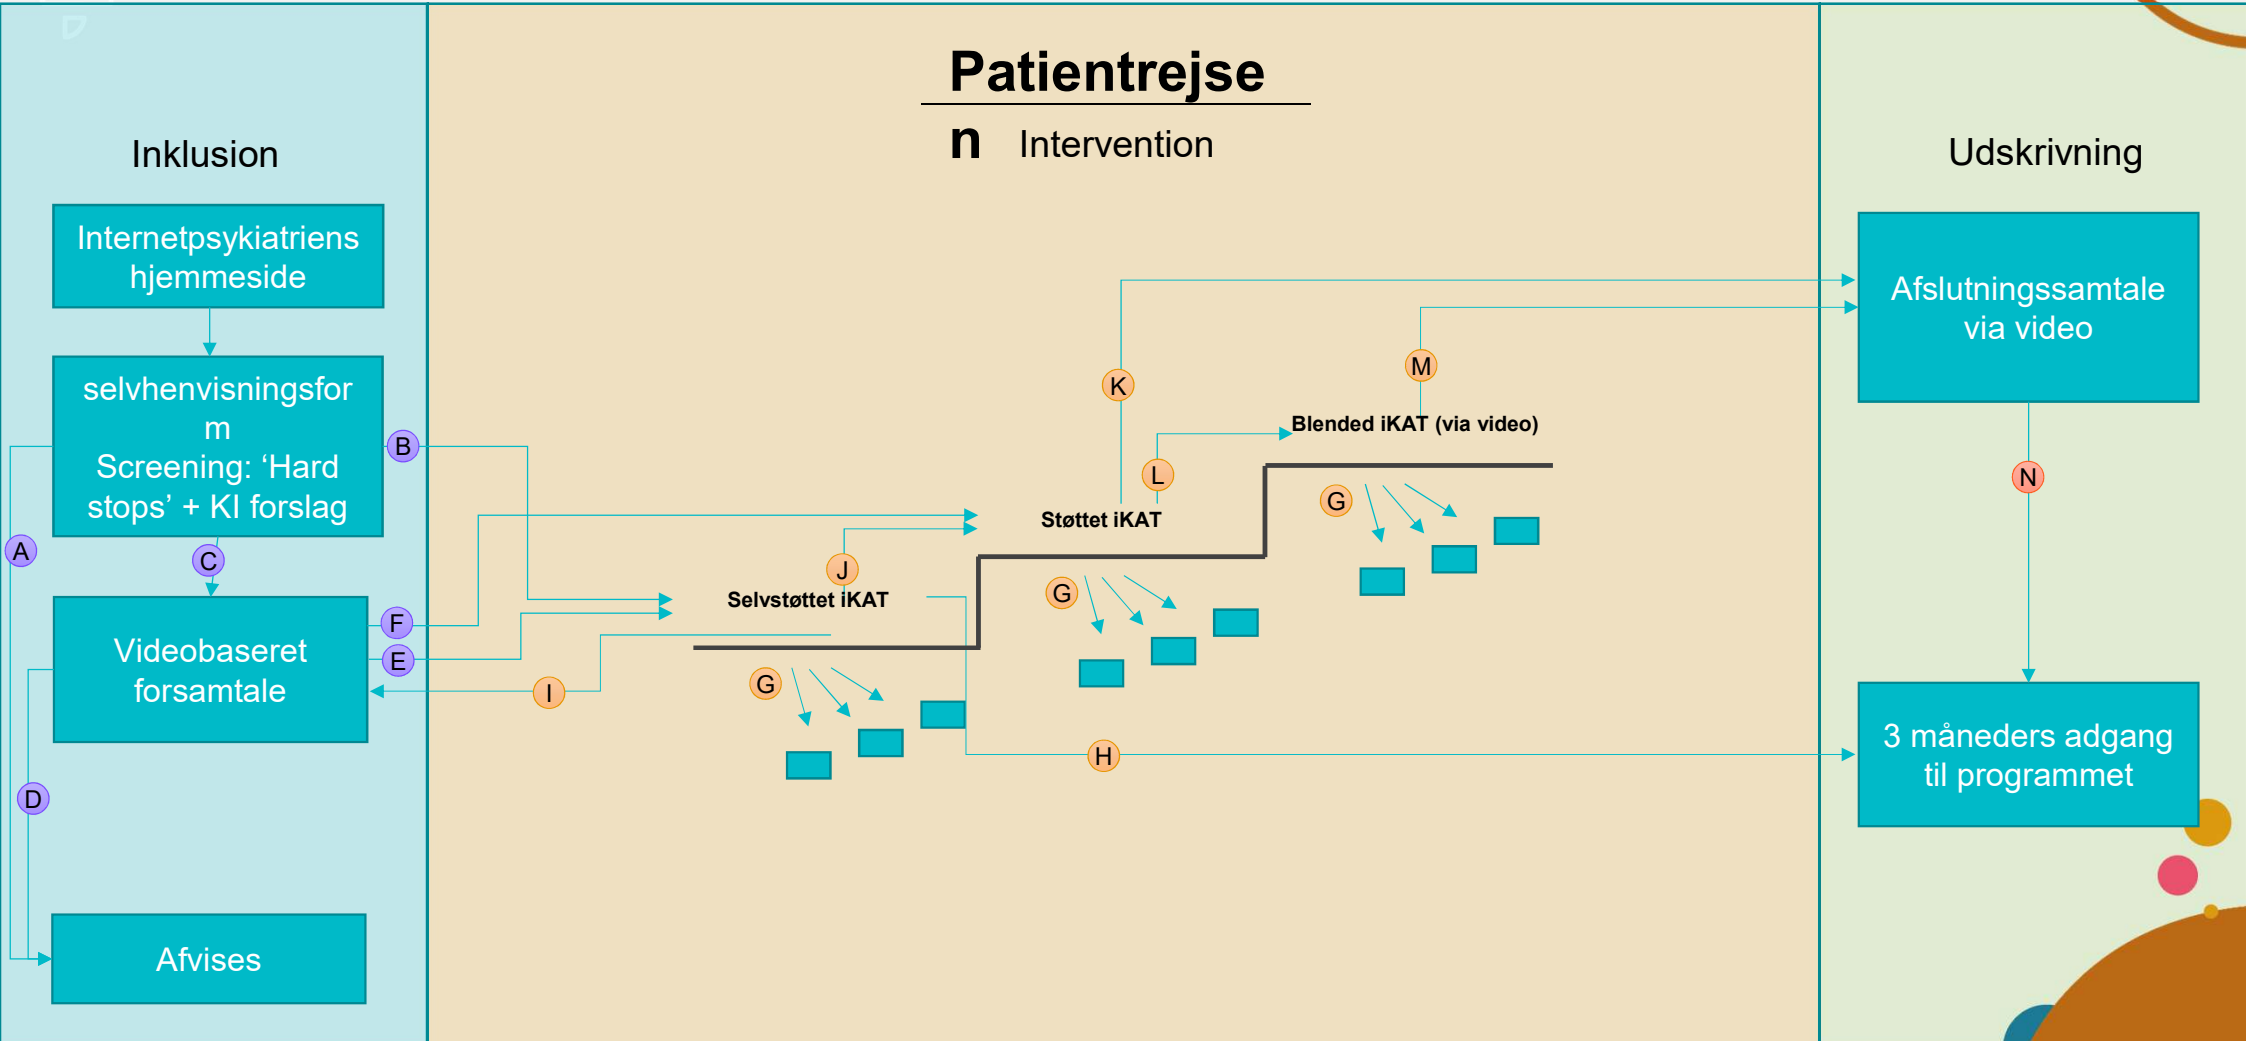 Patientrejse
n
Intervention
Inklusion
Internetpsykiatriens
hjemmeside
selvhenvisningsfor
m
Screening: ‘Hard
stops’ + KI forslag
Videobaseret
forsamtale
Afvises
A
B
C
D
E
F
Selvstøttet iKAT
Støttet iKAT
Blended iKAT (via video)
G
G
G
H
I
J
K
L
M
Udskrivning
Afslutningssamtale
via video
N
3 måneders adgang
til programmet